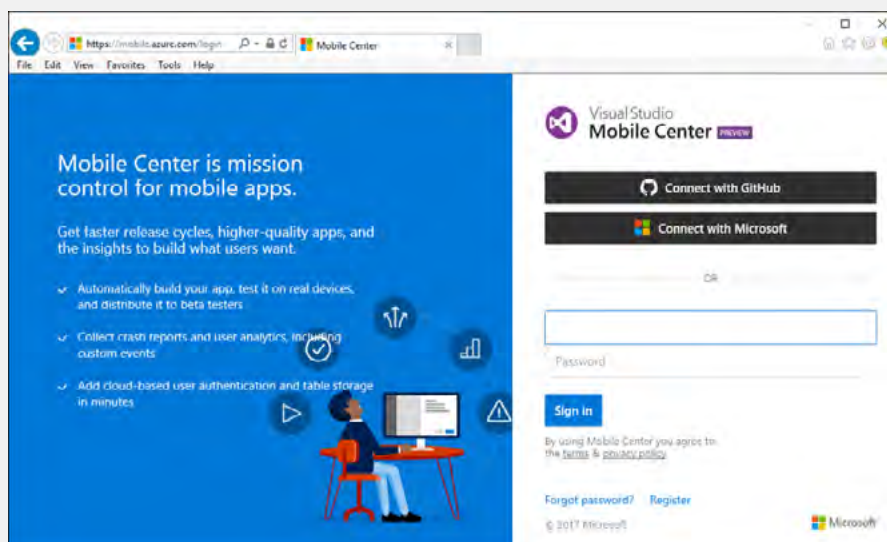 https://mobile.azure.com/login
Mobile Center
File Edit View Favorites Tools Help
Mobile Center is mission
control for mobile apps.
Get faster release cycles, higher-quality apps, and
the insights to build what users want.
Automatically build your app, test it on real devices,
and distribute it to beta testers
Collect crash reports and user analytics, including
custom events
Add cloud-based user authentication and table storage
in minutes
Visual Studio
Mobile Center PREVIEW
Connect with GitHub
Connect with Microsoft
OR
Password
Sign in
By using Mobile Center you agree to
the terms & privacy policy
Forgot password? Register
© 2017 Microsoft
Microsoft